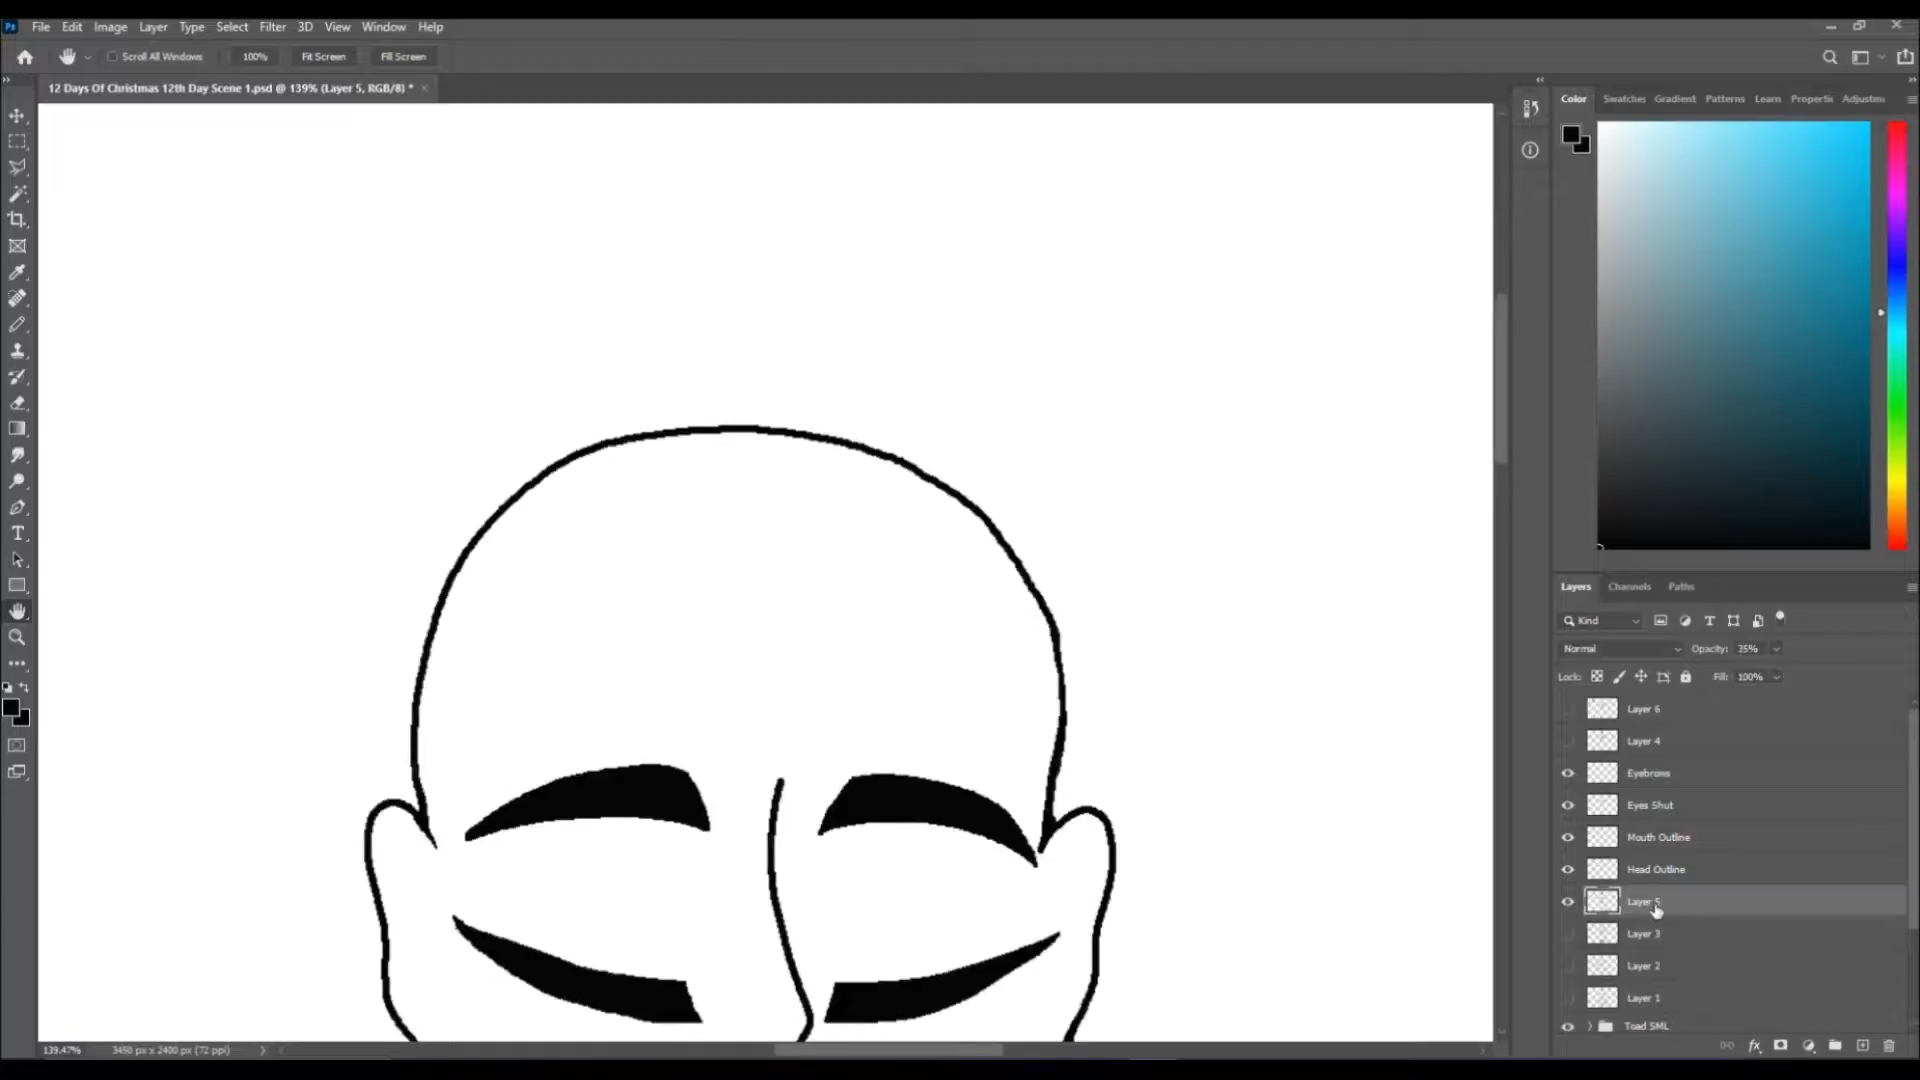 Ps File Edit Image Layer Type Select Filter 3D View Window Help
Scroll All Windows 100% Fit Screen Fill Screen
12 Days Of Christmas 12th Day Scene 1.psd @ 139% (Layer 5, RGB/8) * ×
Color Swatches Gradient Patterns Learn Properti Adjustme
Layers Channels Paths
Kind
Normal Opacity: 35%
Lock: Fill: 100%
Layer 6
Layer 4
Eyebrows
Eyes Shut
Mouth Outline
Head Outline
Layer 5
Layer 3
Layer 2
Layer 1
Toad SML
139.47% 3450 px x 2400 px (72 ppi)